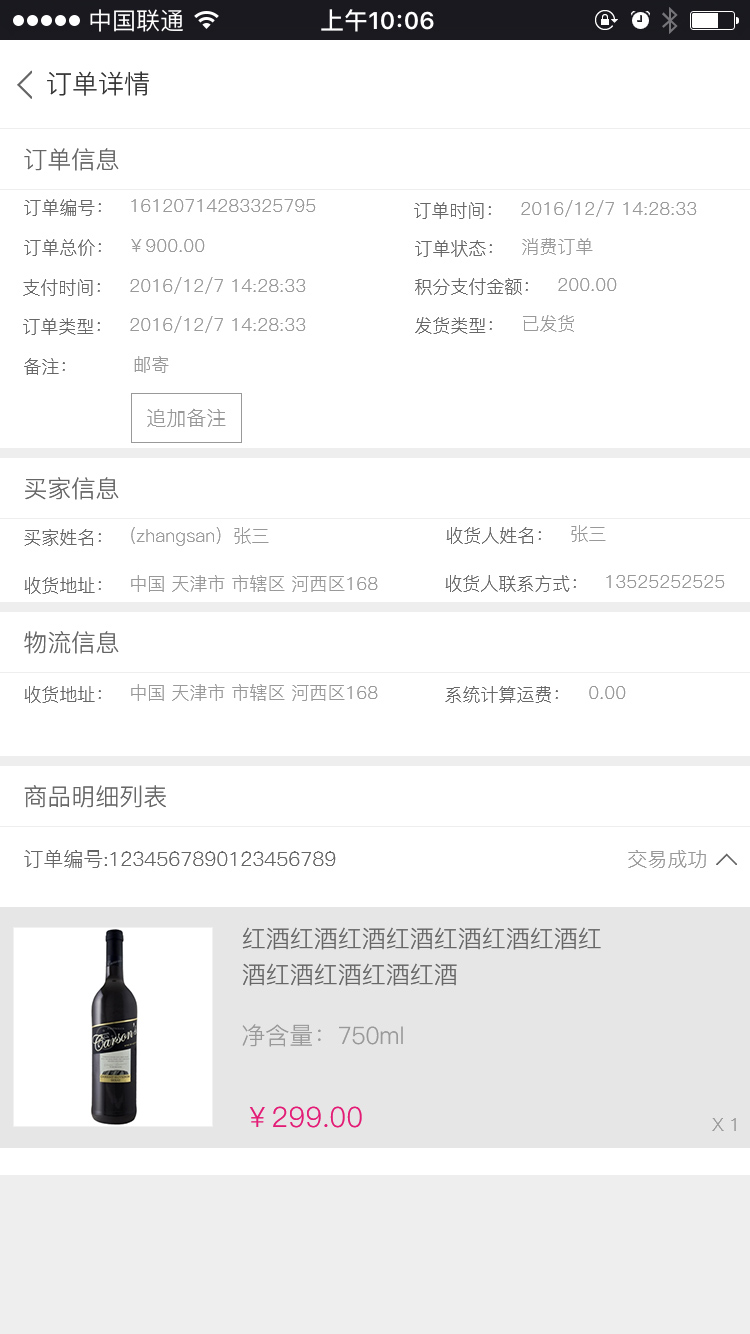 中国联通 上午10:06
订单详情
订单信息
订单编号： 16120714283325795 订单时间： 2016/12/7 14:28:33
订单总价： ￥900.00 订单状态： 消费订单
支付时间： 2016/12/7 14:28:33 积分支付金额： 200.00
订单类型： 2016/12/7 14:28:33 发货类型： 已发货
备注： 邮寄
追加备注
买家信息
买家姓名： （zhangsan）张三 收货人姓名： 张三
收货地址： 中国 天津市 市辖区 河西区168 收货人联系方式： 13525252525
物流信息
收货地址： 中国 天津市 市辖区 河西区168 系统计算运费： 0.00
商品明细列表
订单编号:1234567890123456789 交易成功
红酒红酒红酒红酒红酒红酒红酒红
酒红酒红酒红酒红酒
净含量：750ml
￥299.00
X 1
Carson's